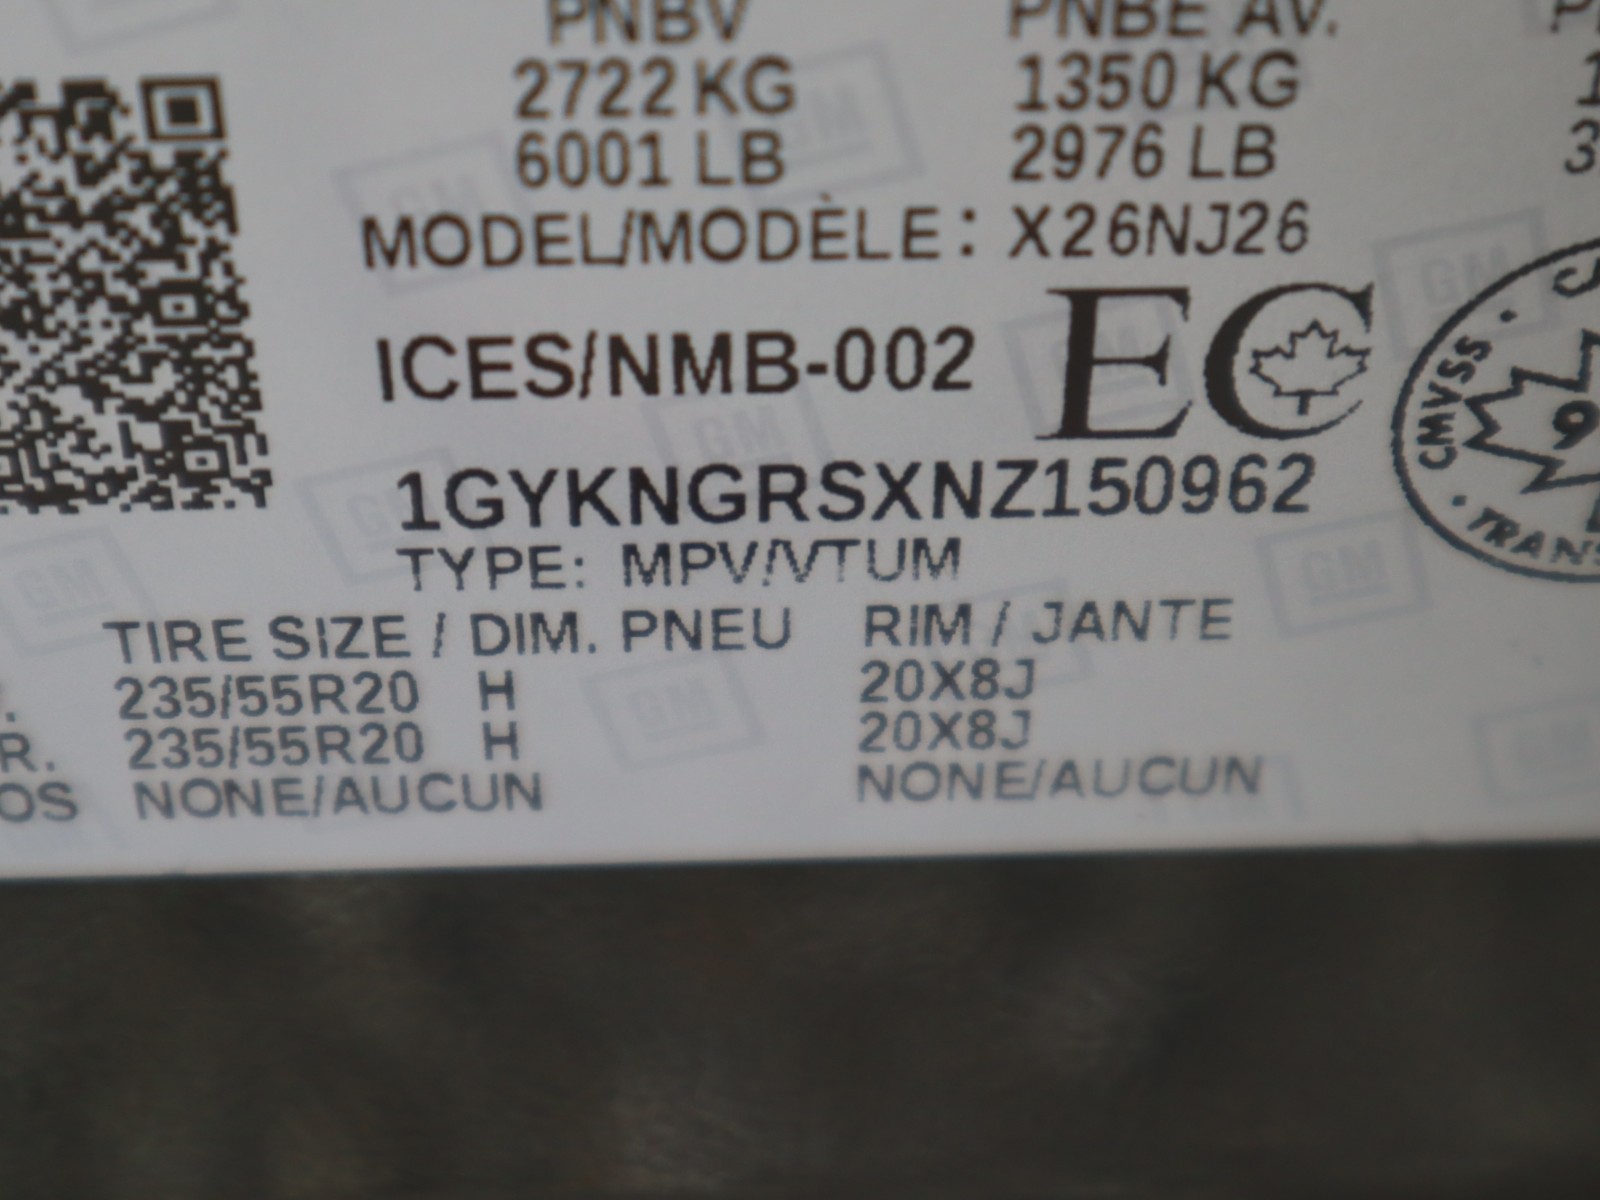 PNBV PNBE AV.
2722 KG 1350 KG
6001 LB 2976 LB
MODEL/MODÈLE: X26NJ26
ICES/NMB-002 EC
1GYKNGRSXNZ150962
CMVSS
TYPE: MPV/VTUM
TIRE SIZE / DIM. PNEU RIM / JANTE
235/55R20 H 20X8J
R. 235/55R20 H 20X8J
OS NONE/AUCUN NONE/AUCUN
GM